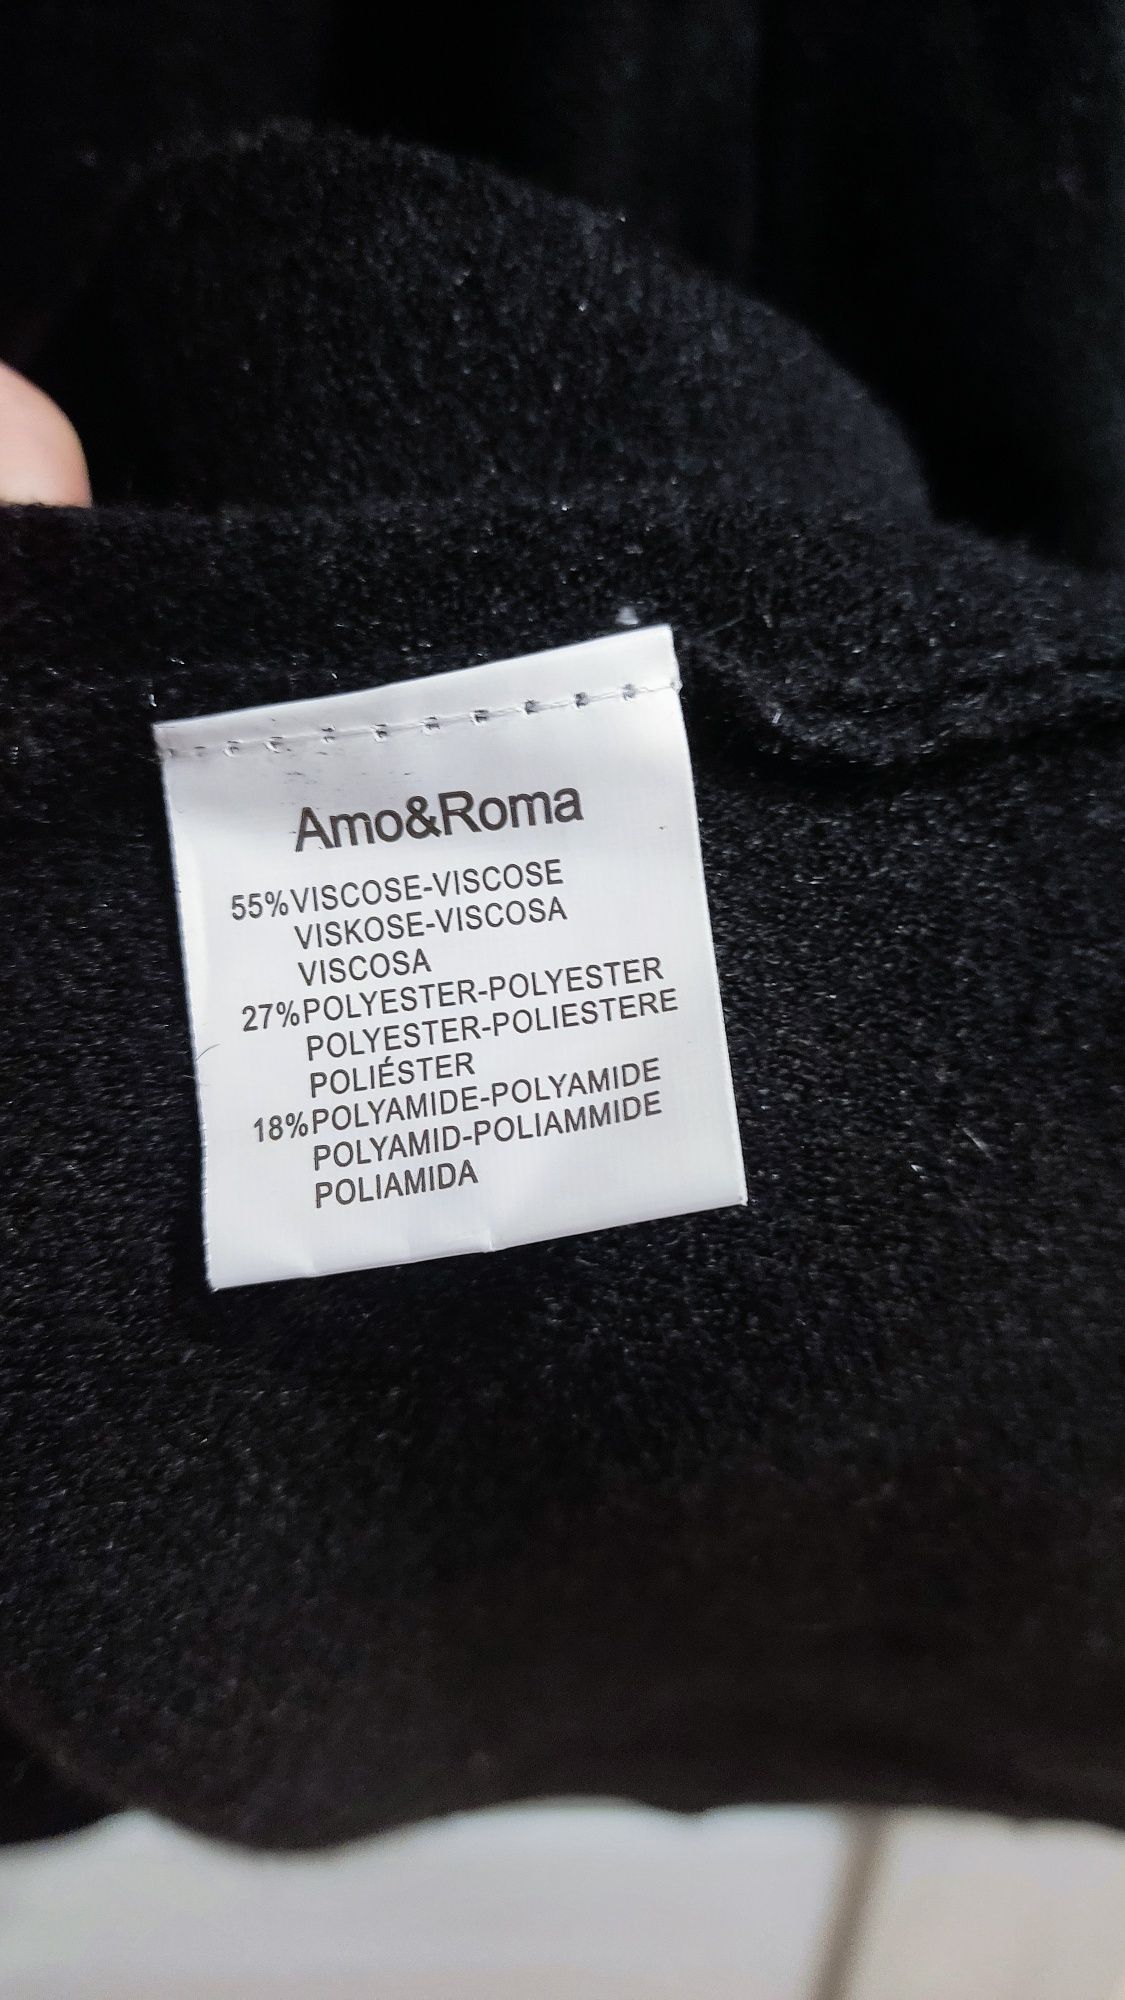 Amo&Roma
55%VISCOSE-VISCOSE
VISKOSE-VISCOSA
VISCOSA
27%POLYESTER-POLYESTER
POLYESTER-POLIESTERE
POLIÉSTER
18%POLYAMIDE-POLYAMIDE
POLYAMID-POLIAMMIDE
POLIAMIDA